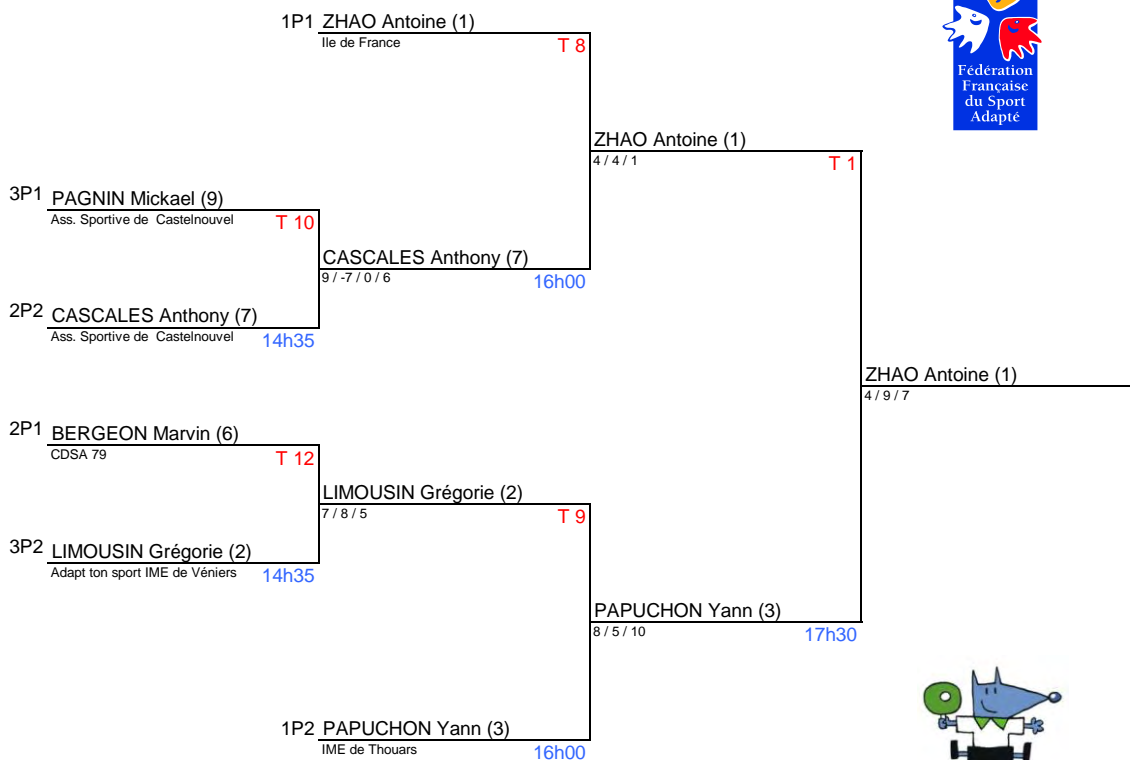 1P1 ZHAO Antoine (1)
Ile de France
T 8
Fédération
Française
du Sport
Adapté
ZHAO Antoine (1)
4 / 4 / 1
T 1
3P1 PAGNIN Mickael (9)
Ass. Sportive de Castelnouvel
T 10
CASCALES Anthony (7)
9 / -7 / 0 / 6
16h00
2P2 CASCALES Anthony (7)
Ass. Sportive de Castelnouvel
14h35
ZHAO Antoine (1)
4 / 9 / 7
2P1 BERGEON Marvin (6)
CDSA 79
T 12
LIMOUSIN Grégorie (2)
7 / 8 / 5
T 9
3P2 LIMOUSIN Grégorie (2)
Adapt ton sport IME de Véniers
14h35
PAPUCHON Yann (3)
8 / 5 / 10
17h30
1P2 PAPUCHON Yann (3)
IME de Thouars
16h00